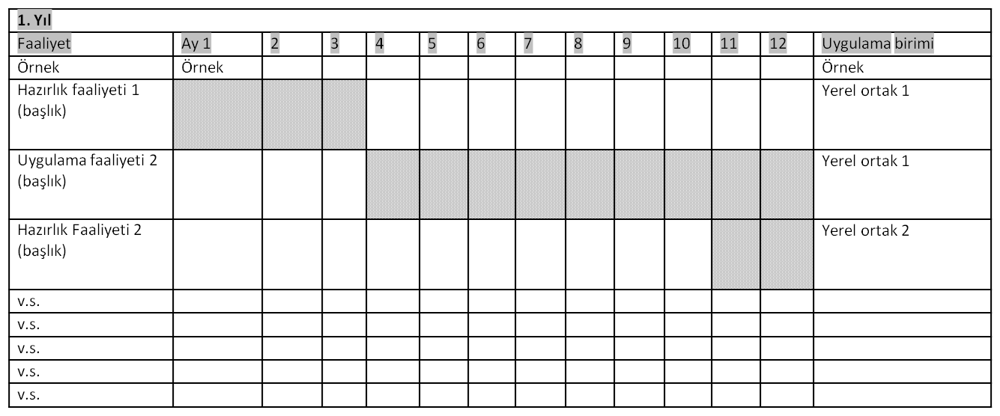 1. Yıl
Faaliyet Ay 1 2 3 4 5 6 7 8 9 10 11 12 Uygulama birimi
Örnek Örnek Örnek
Hazırlık faaliyeti 1 Yerel ortak 1
(başlık)
Uygulama faaliyeti 2 Yerel ortak 1
(başlık)
Hazırlık Faaliyeti 2 Yerel ortak 2
(başlık)
v.s.
v.s.
v.s.
v.s.
v.s.